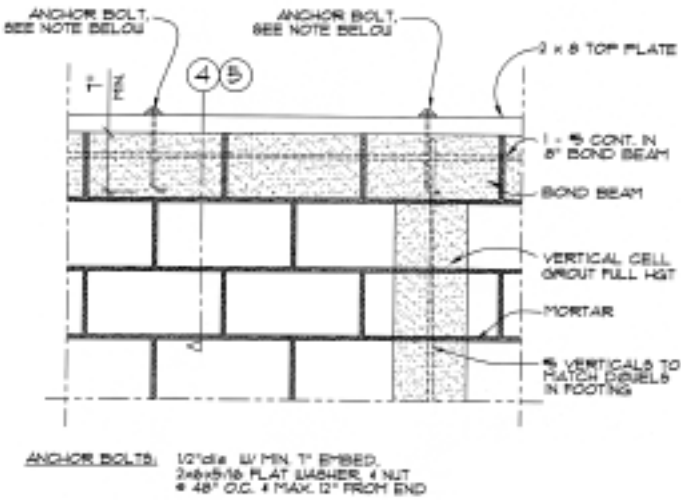 ANCHOR BOLT,
SEE NOTE BELOW
ANCHOR BOLT,
SEE NOTE BELOW
2 x 8 TOP PLATE
7"
MIN.
4 5
1 - #5 CONT. IN
8" BOND BEAM
BOND BEAM
VERTICAL CELL
GROUT FULL HGT
MORTAR
#5 VERTICALS TO
MATCH DOWELS
IN FOOTING
ANCHOR BOLTS: 1/2"dia W/ MIN. 7" EMBED,
FLAT WASHER, & NUT
@ 48" O.C. & MAX. 12" FROM END